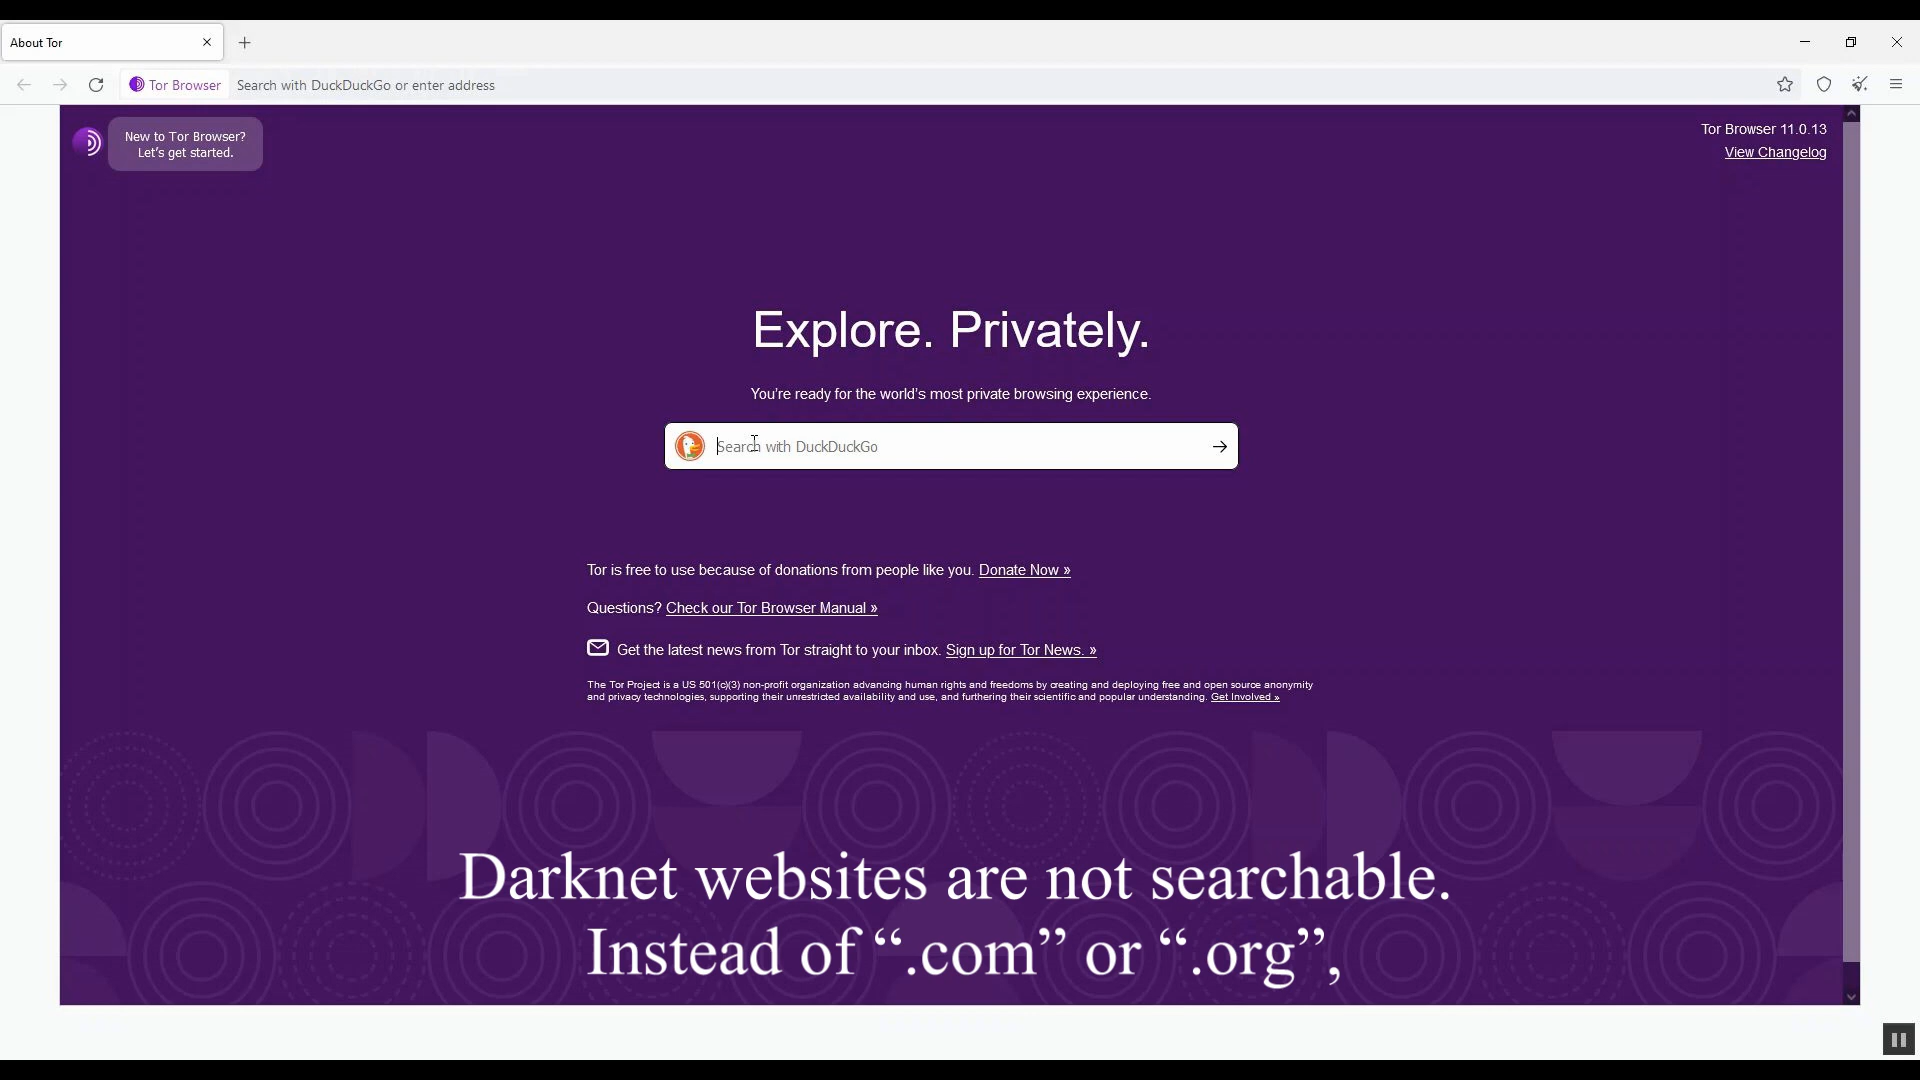 About Tor
Tor Browser
Search with DuckDuckGo or enter address
New to Tor Browser?
Let's get started.
Tor Browser 11.0.13
View Changelog
Explore. Privately.
You're ready for the world's most private browsing experience.
Search with DuckDuckGo
Tor is free to use because of donations from people like you. Donate Now »
Questions? Check our Tor Browser Manual »
Get the latest news from Tor straight to your inbox. Sign up for Tor News. »
The Tor Project is a US 501(c)(3) non-profit organization advancing human rights and freedoms by creating and deploying free and open source anonymity
and privacy technologies, supporting their unrestricted availability and use, and furthering their scientific and popular understanding. Get Involved »
Darknet websites are not searchable.
Instead of “.com” or “.org”,